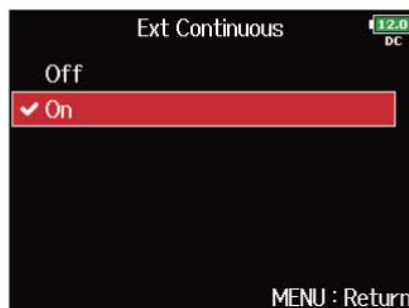 Ext Continuous
12.0
DC
Off
On
MENU : Return